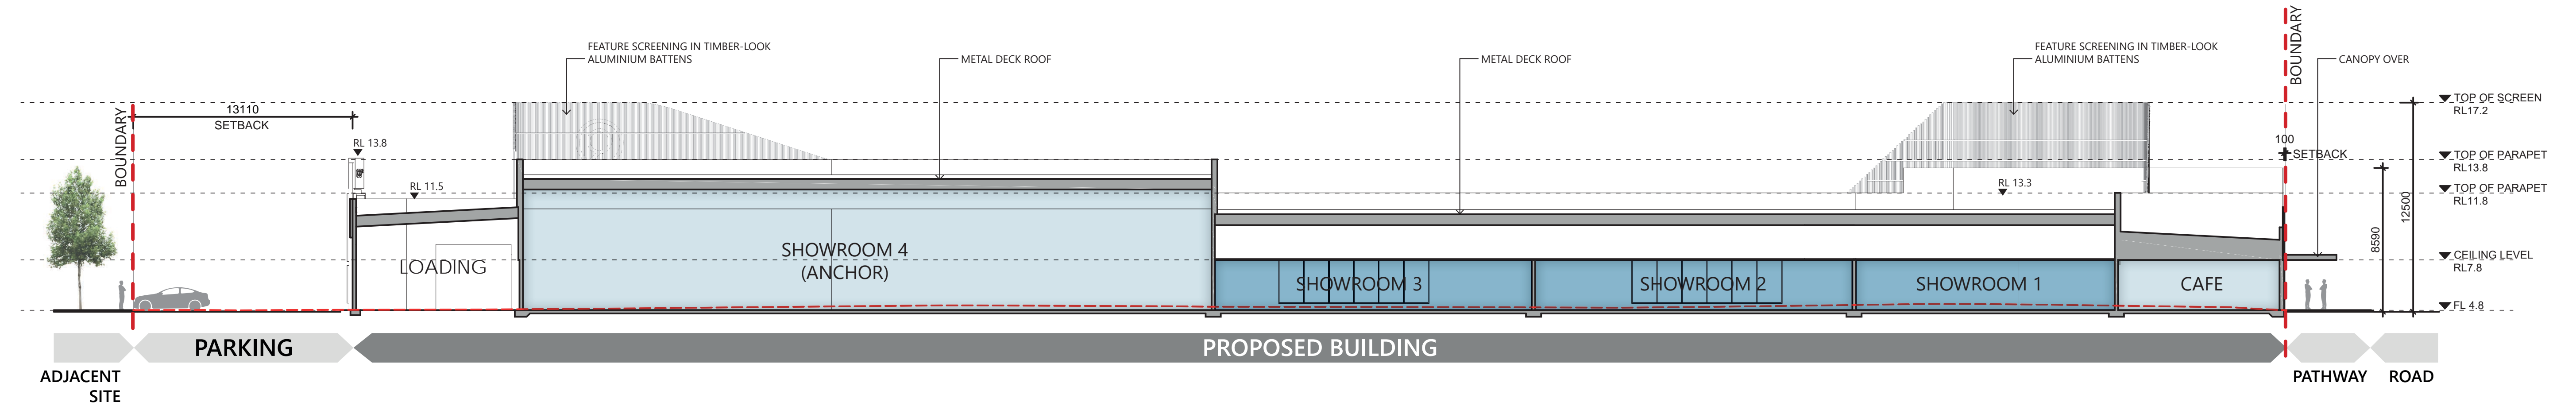 FEATURE SCREENING IN TIMBER-LOOK
ALUMINIUM BATTENS
METAL DECK ROOF
METAL DECK ROOF
FEATURE SCREENING IN TIMBER-LOOK
ALUMINIUM BATTENS
BOUNDARY
CANOPY OVER
BOUNDARY
13110
SETBACK
RL 13.8
RL 11.5
RL 13.3
100
SETBACK
TOP OF SCREEN
RL17.2
TOP OF PARAPET
RL13.8
TOP OF PARAPET
RL11.8
12500
8590
CEILING LEVEL
RL7.8
FL 4.8
LOADING
SHOWROOM 4
(ANCHOR)
SHOWROOM 3
SHOWROOM 2
SHOWROOM 1
CAFE
PARKING
PROPOSED BUILDING
ADJACENT
SITE
PATHWAY
ROAD